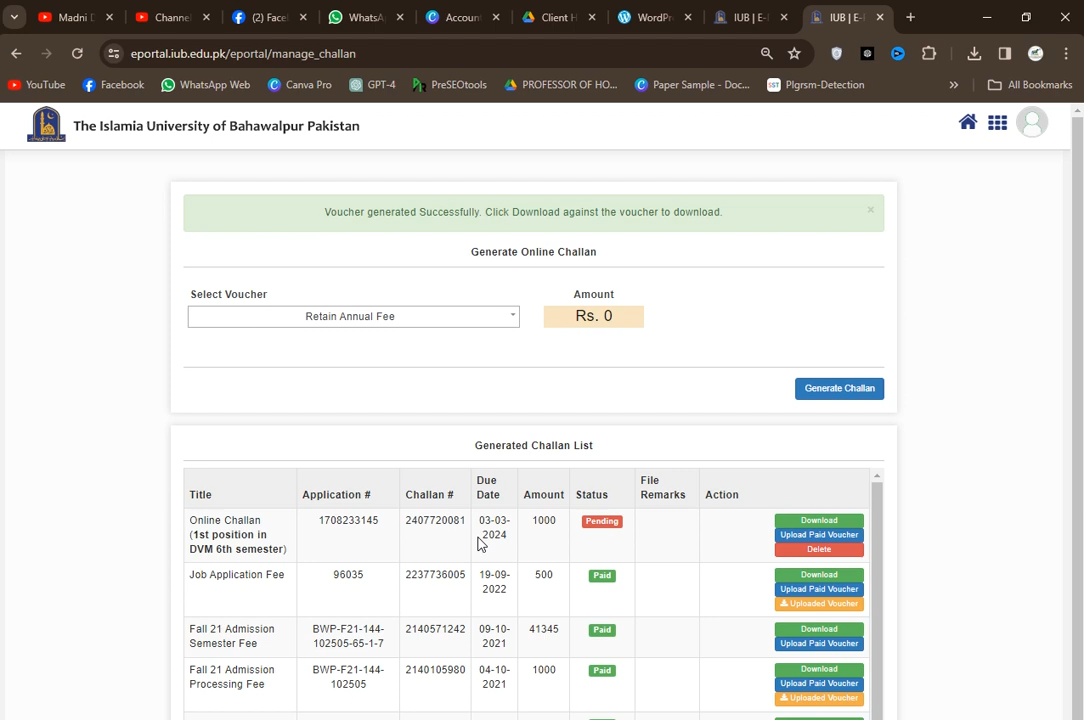 Madni D
Channel
(2) Face
WhatsA
Accoun
Client H
WordPr
IUB | E-
IUB | E-
eportal.iub.edu.pk/eportal/manage_challan
YouTube Facebook WhatsApp Web Canva Pro GPT-4 PreSEOtools PROFESSOR OF HO... Paper Sample - Doc... Plgrsm-Detection » All Bookmarks
The Islamia University of Bahawalpur Pakistan
Voucher generated Successfully. Click Download against the voucher to download. ×
Generate Online Challan
Select Voucher Amount
Retain Annual Fee Rs. 0
Generate Challan
Generated Challan List
Title Application # Challan # Due Date Amount Status File Remarks Action
Online Challan 1708233145 2407720081 03-03- 1000 Pending Download
(1st position in 2024 Upload Paid Voucher
DVM 6th semester) Delete
Job Application Fee 96035 2237736005 19-09- 500 Paid Download
2022 Upload Paid Voucher
Uploaded Voucher
Fall 21 Admission BWP-F21-144- 2140571242 09-10- 41345 Paid Download
Semester Fee 102505-65-1-7 2021 Upload Paid Voucher
Fall 21 Admission BWP-F21-144- 2140105980 04-10- 1000 Paid Download
Processing Fee 102505 2021 Upload Paid Voucher
Uploaded Voucher